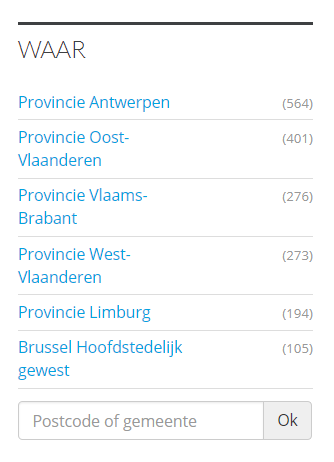 WAAR
Provincie Antwerpen (564)
Provincie Oost- (401)
Vlaanderen
Provincie Vlaams- (276)
Brabant
Provincie West- (273)
Vlaanderen
Provincie Limburg (194)
Brussel Hoofdstedelijk (105)
gewest
Postcode of gemeente Ok